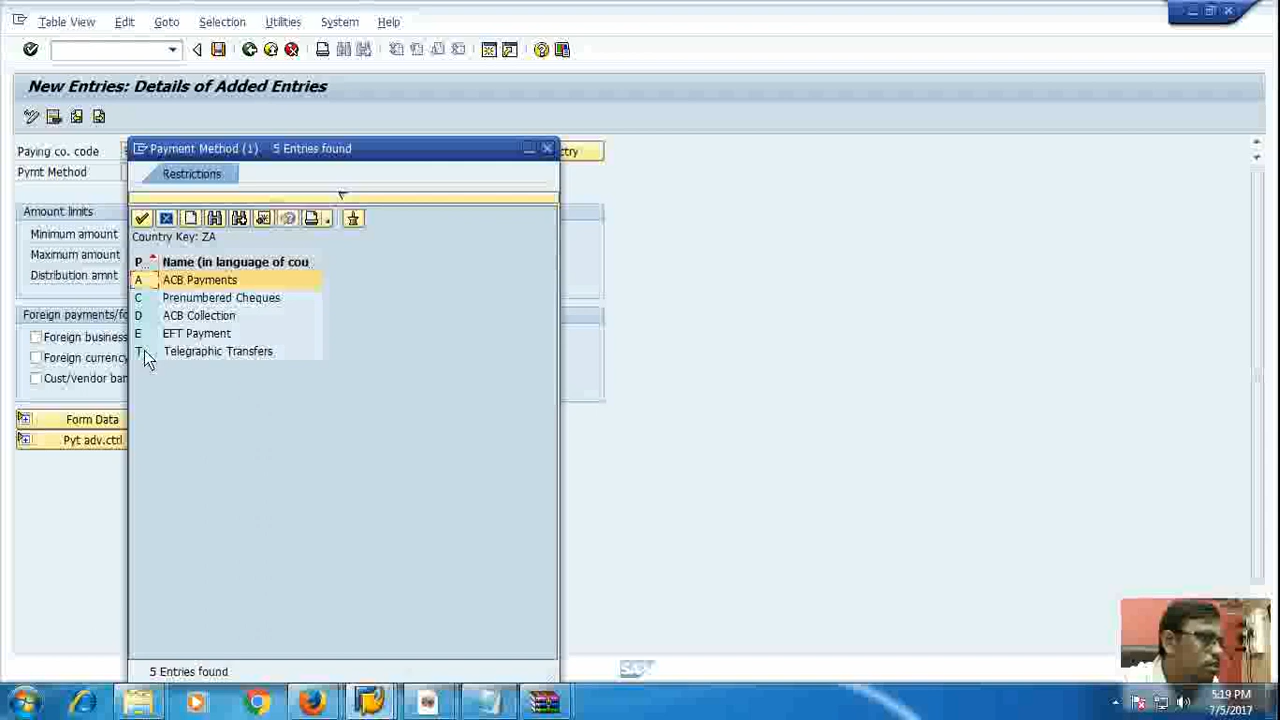 Table View Edit Goto Selection Utilities System Help
New Entries: Details of Added Entries
Paying co. code
ctry
Pymt Method
Payment Method (1) 5 Entries found
Restrictions
Country Key: ZA
P.. Name (in language of cou
A ACB Payments
C Prenumbered Cheques
D ACB Collection
E EFT Payment
T Telegraphic Transfers
5 Entries found
Amount limits
Minimum amount
Maximum amount
Distribution amnt
Foreign payments/fo
Foreign business
Foreign currency
Cust/vendor ban
Form Data
Pyt adv.ctrl
SAP
5:19 PM
7/5/2017